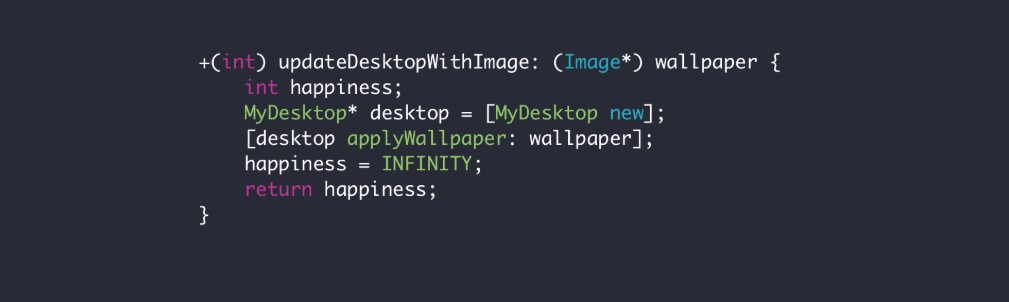 +(int) updateDesktopWithImage: (Image*) wallpaper {
    int happiness;
    MyDesktop* desktop = [MyDesktop new];
    [desktop applyWallpaper: wallpaper];
    happiness = INFINITY;
    return happiness;
}